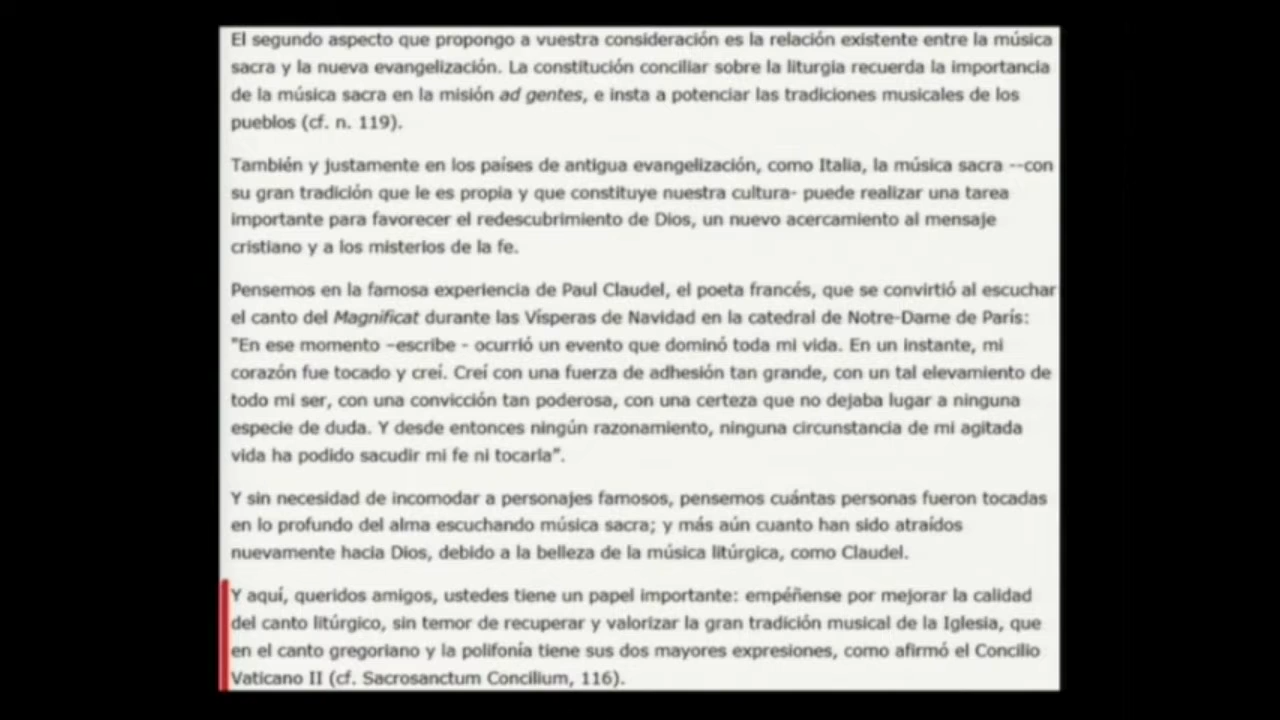 El segundo aspecto que propongo a vuestra consideración es la relación existente entre la música
sacra y la nueva evangelización. La constitución conciliar sobre la liturgia recuerda la importancia
de la música sacra en la misión ad gentes, e insta a potenciar las tradiciones musicales de los
pueblos (cf. n. 119).
También y justamente en los países de antigua evangelización, como Italia, la música sacra --con
su gran tradición que le es propia y que constituye nuestra cultura- puede realizar una tarea
importante para favorecer el redescubrimiento de Dios, un nuevo acercamiento al mensaje
cristiano y a los misterios de la fe.
Pensemos en la famosa experiencia de Paul Claudel, el poeta francés, que se convirtió al escuchar
el canto del Magnificat durante las Vísperas de Navidad en la catedral de Notre-Dame de París:
"En ese momento –escribe - ocurrió un evento que dominó toda mi vida. En un instante, mi
corazón fue tocado y creí. Creí con una fuerza de adhesión tan grande, con un tal elevamiento de
todo mi ser, con una convicción tan poderosa, con una certeza que no dejaba lugar a ninguna
especie de duda. Y desde entonces ningún razonamiento, ninguna circunstancia de mi agitada
vida ha podido sacudir mi fe ni tocarla”.
Y sin necesidad de incomodar a personajes famosos, pensemos cuántas personas fueron tocadas
en lo profundo del alma escuchando música sacra; y más aún cuanto han sido atraídos
nuevamente hacia Dios, debido a la belleza de la música litúrgica, como Claudel.
Y aquí, queridos amigos, ustedes tiene un papel importante: empéñense por mejorar la calidad
del canto litúrgico, sin temor de recuperar y valorizar la gran tradición musical de la Iglesia, que
en el canto gregoriano y la polifonía tiene sus dos mayores expresiones, como afirmó el Concilio
Vaticano II (cf. Sacrosanctum Concilium, 116).